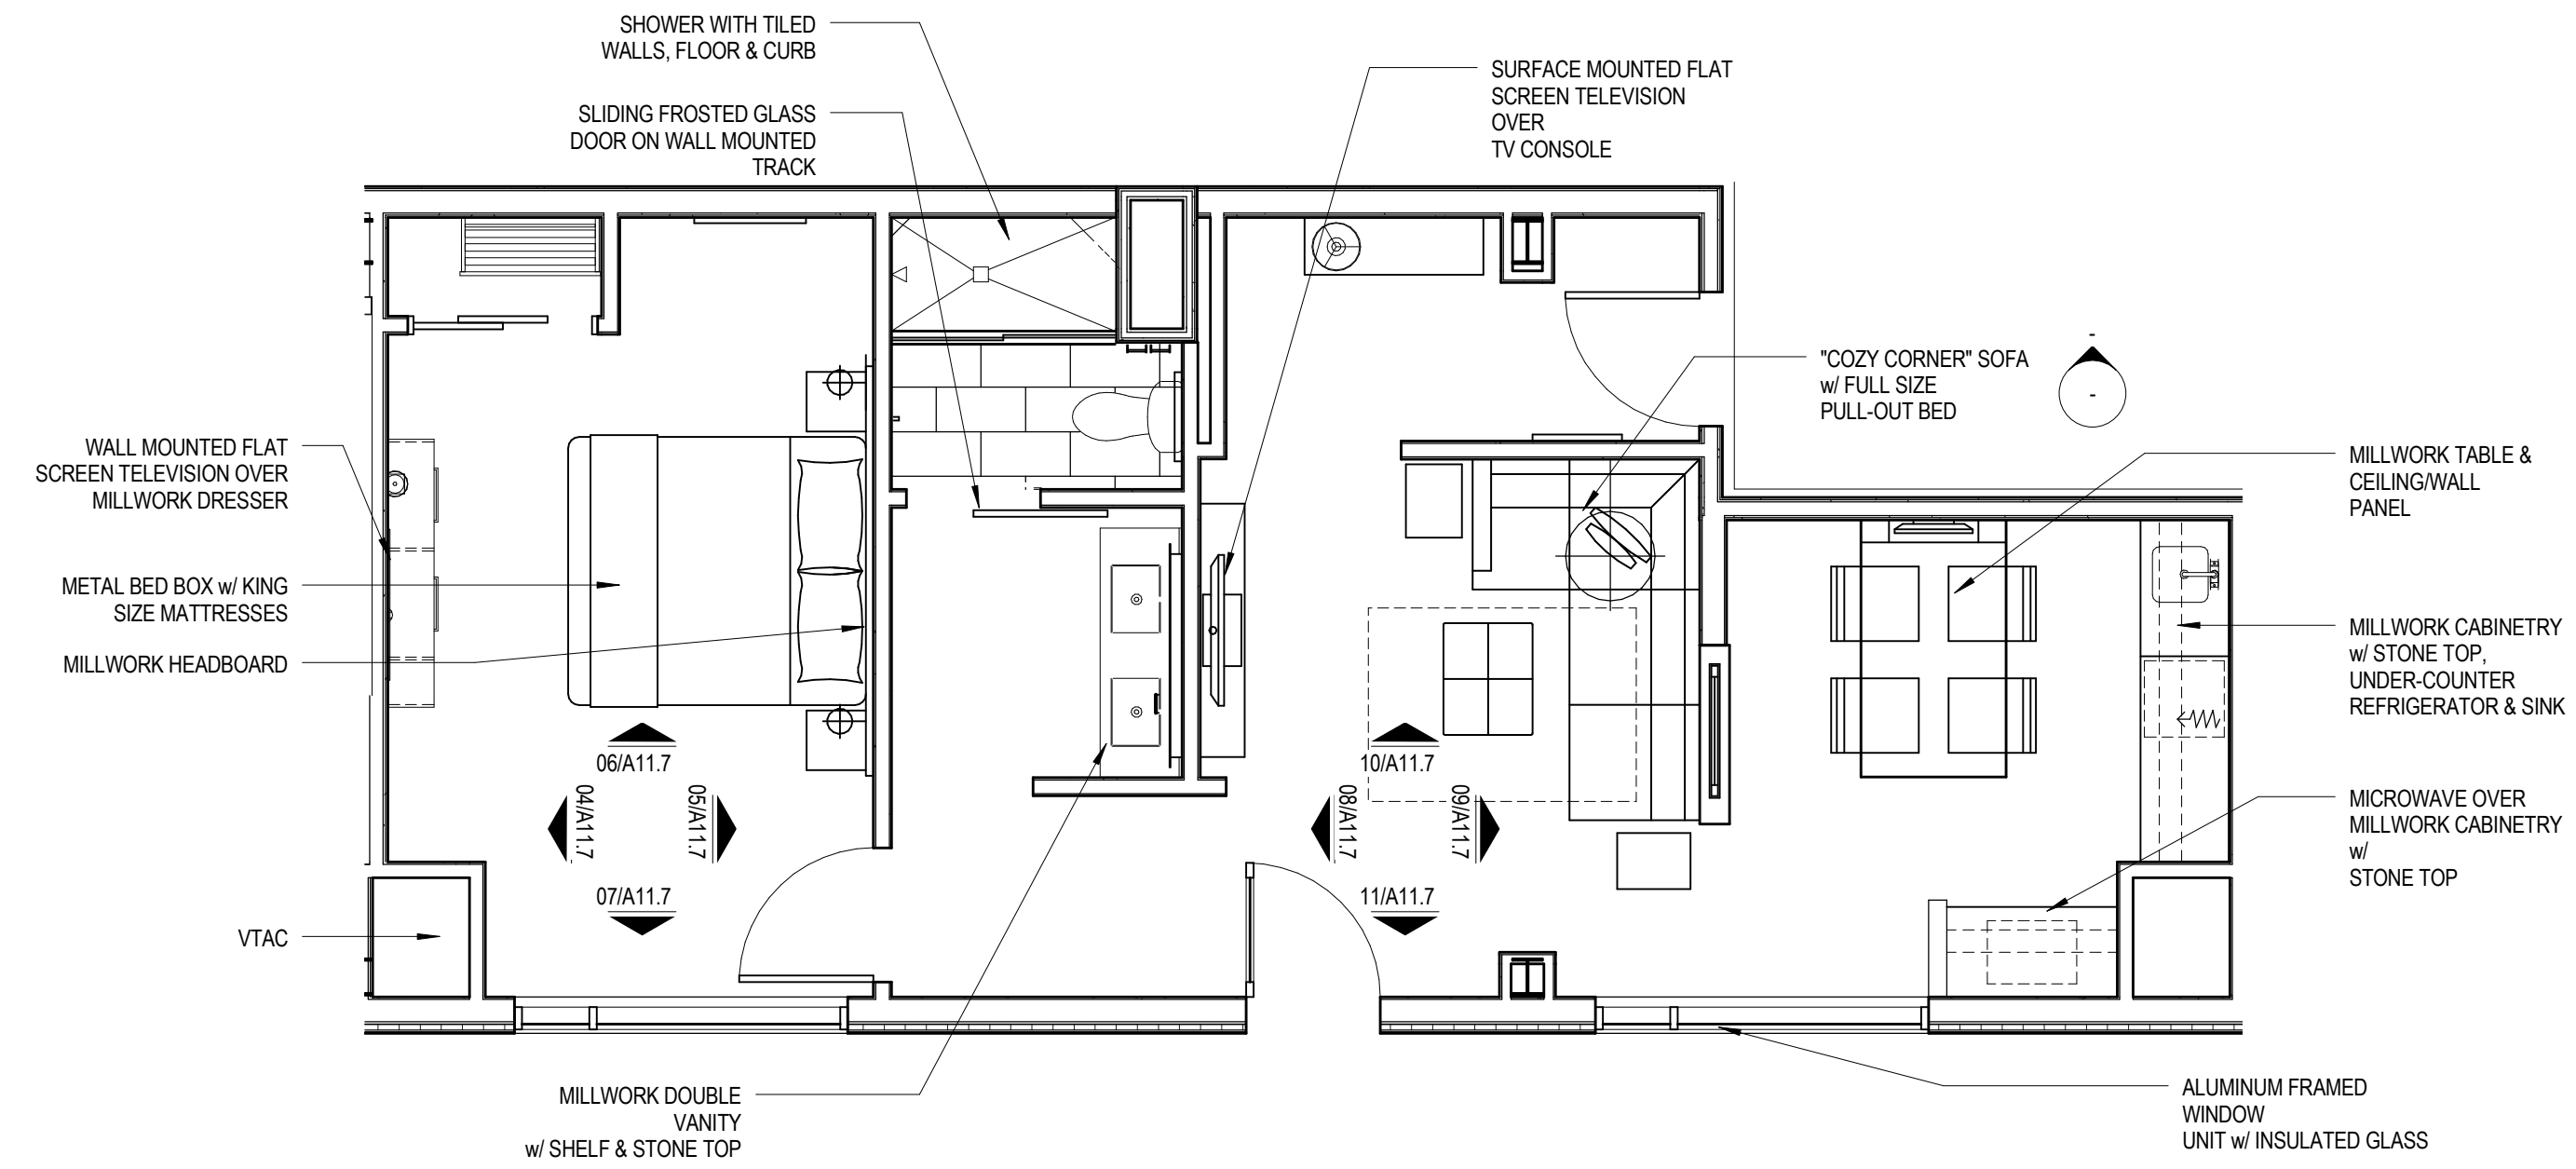 SHOWER WITH TILED
WALLS, FLOOR & CURB
SLIDING FROSTED GLASS
DOOR ON WALL MOUNTED
TRACK
SURFACE MOUNTED FLAT
SCREEN TELEVISION
OVER
TV CONSOLE
"COZY CORNER" SOFA
w/ FULL SIZE
PULL-OUT BED
-
-
WALL MOUNTED FLAT
SCREEN TELEVISION OVER
MILLWORK DRESSER
METAL BED BOX w/ KING
SIZE MATTRESSES
MILLWORK HEADBOARD
VTAC
MILLWORK TABLE &
CEILING/WALL
PANEL
MILLWORK CABINETRY
w/ STONE TOP,
UNDER-COUNTER
REFRIGERATOR & SINK
MICROWAVE OVER
MILLWORK CABINETRY
w/
STONE TOP
06/A11.7
04/A11.7
05/A11.7
07/A11.7
10/A11.7
08/A11.7
09/A11.7
11/A11.7
MILLWORK DOUBLE
VANITY
w/ SHELF & STONE TOP
ALUMINUM FRAMED
WINDOW
UNIT w/ INSULATED GLASS